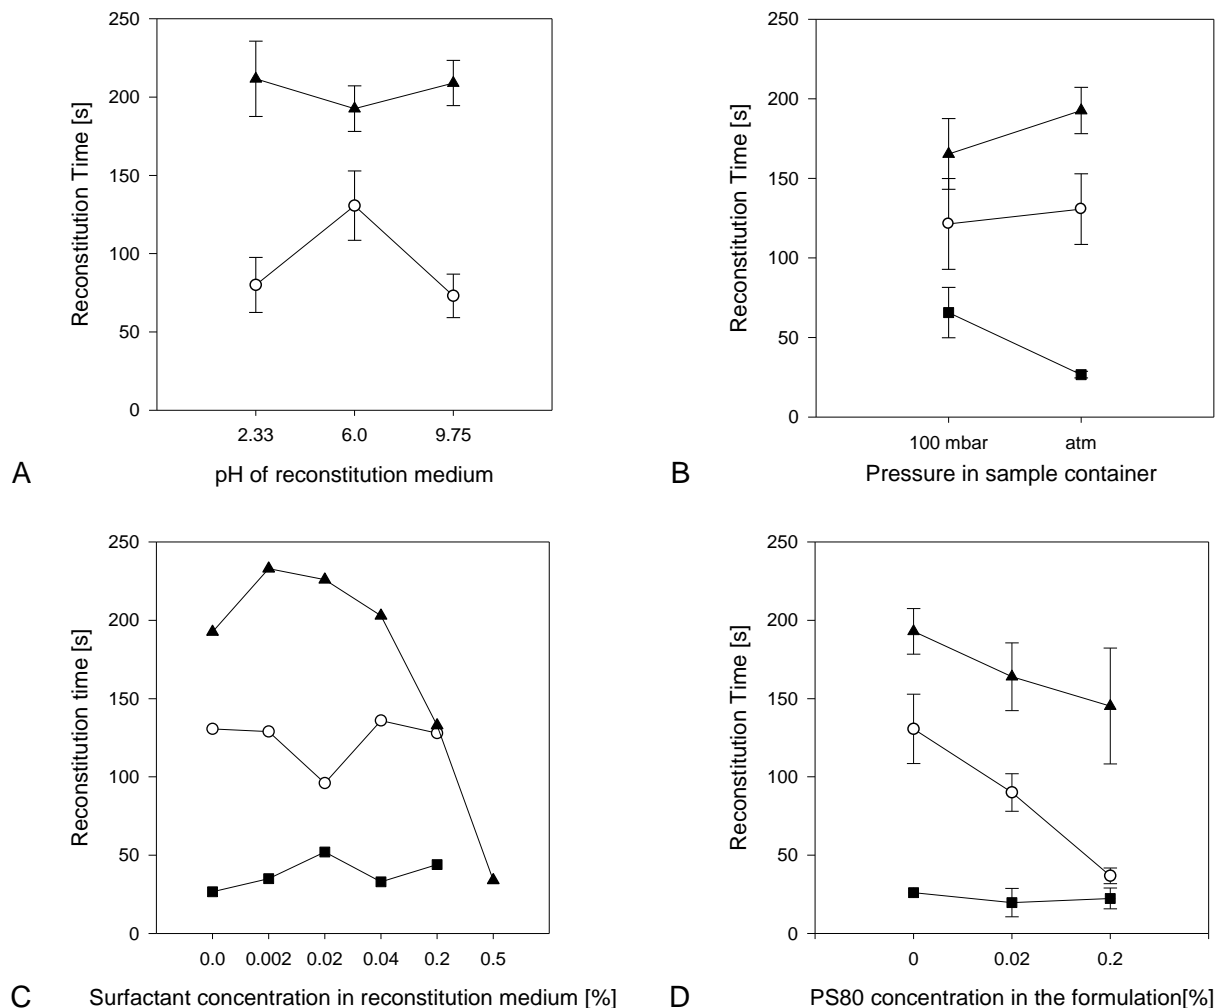 250
200
150
100
50
0
Reconstitution Time [s]
2.33 6.0 9.75
pH of reconstitution medium
A
250
200
150
100
50
0
Reconstitution Time [s]
100 mbar atm
Pressure in sample container
B
250
200
150
100
50
0
Reconstitution time [s]
0.0 0.002 0.02 0.04 0.2 0.5
Surfactant concentration in reconstitution medium [%]
C
250
200
150
100
50
0
Reconstitution Time [s]
0 0.02 0.2
PS80 concentration in the formulation[%]
D